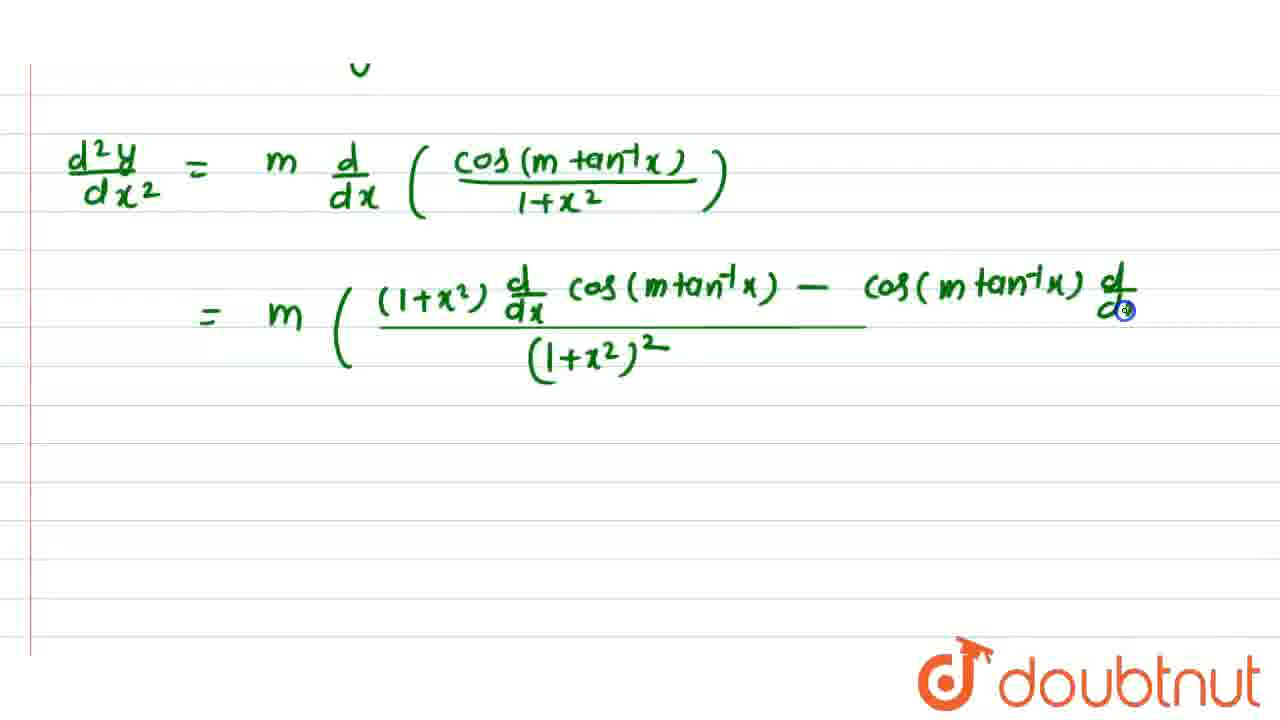 d²y/dx² = m d/dx ( cos(m tan⁻¹x) / 1+x² )
= m ( (1+x²) d/dx cos(m tan⁻¹x) − cos(m tan⁻¹x) d/dx / (1+x²)²
doubtnut